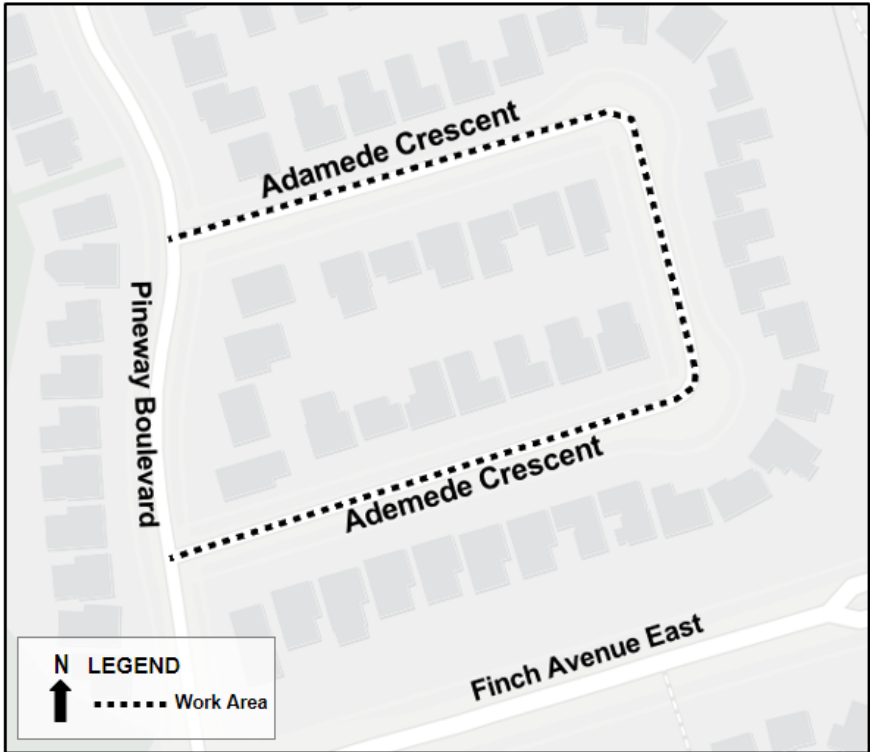 Adamede Crescent
Pineway Boulevard
Ademede Crescent
Finch Avenue East
N LEGEND
Work Area